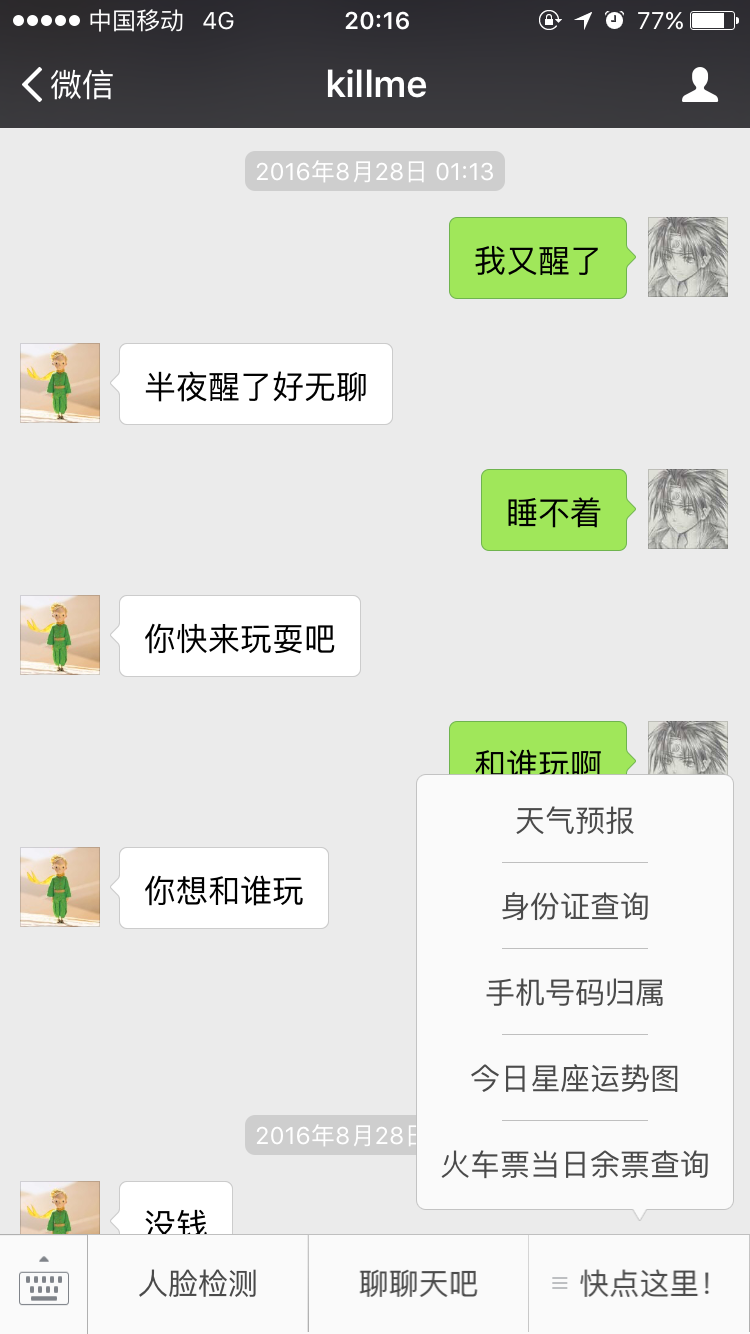 中国移动 4G 20:16 77%
微信 killme
2016年8月28日 01:13
我又醒了
半夜醒了好无聊
睡不着
你快来玩耍吧
和谁玩啊
你想和谁玩
天气预报
身份证查询
手机号码归属
今日星座运势图
火车票当日余票查询
2016年8月28日
没钱
人脸检测 聊聊天吧 快点这里!